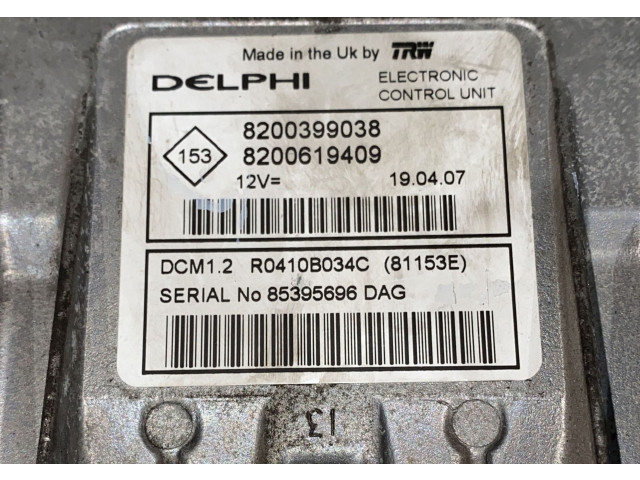 Made in the Uk by TRW
DELPHI ELECTRONIC
CONTROL UNIT
8200399038
153 8200619409
12V= 19.04.07
DCM1.2 R0410B034C (81153E)
SERIAL No 85395696 DAG
13